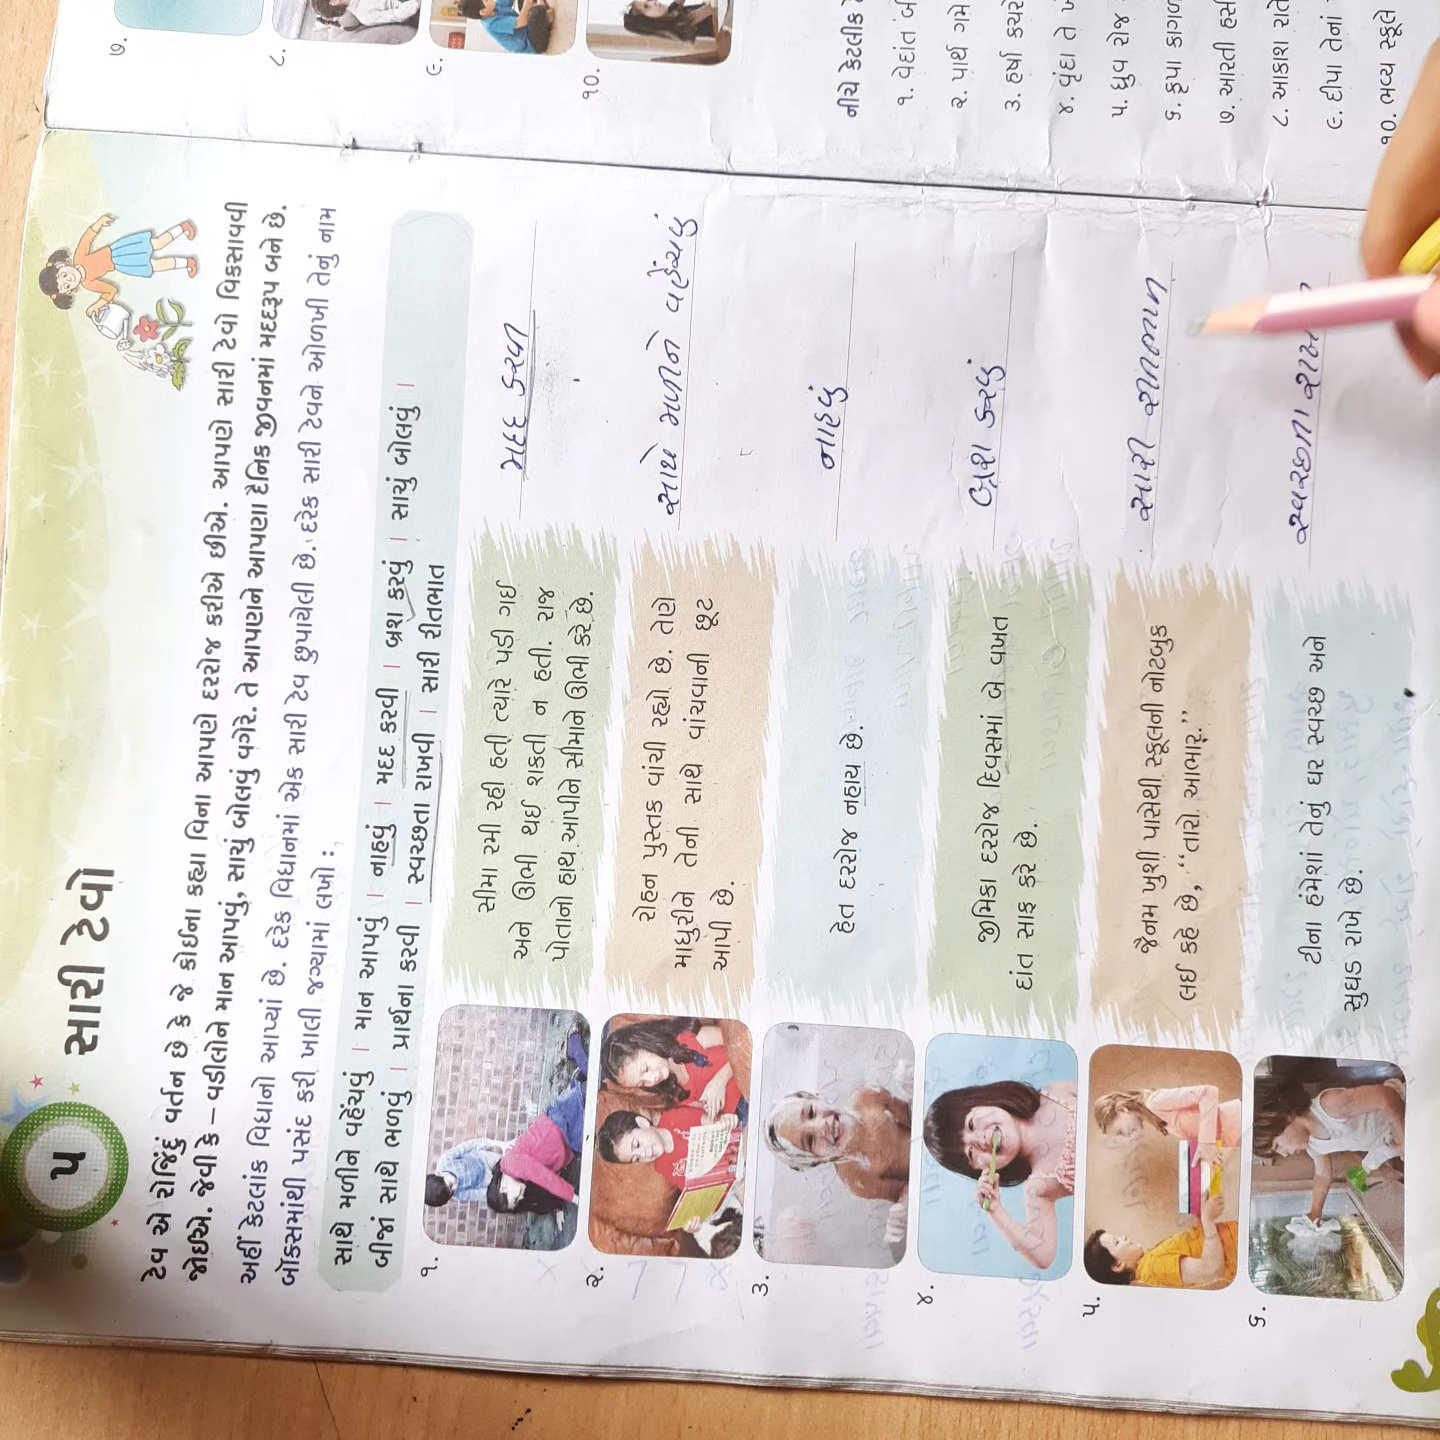 ૫
સારી ટેવો
ટેવ એ રોજિંદું વર્તન છે કે જે કોઈના કહ્યા વિના આપણે દરરોજ કરીએ છીએ. આપણે સારી ટેવો વિકસાવવી
જોઇએ. જેવી કે – વડીલોને માન આપવું, સાચું બોલવું વગેરે. તે આપણને આપણા દૈનિક જીવનમાં મદદરૂપ બને છે.
અહીં કેટલાંક વિધાનો આપ્યાં છે. દરેક વિધાનમાં એક સારી ટેવ છુપાયેલી છે. દરેક સારી ટેવને ઓળખી તેનું નામ
બોક્સમાંથી પસંદ કરી ખાલી જગ્યામાં લખો :
સાથે મળીને વહેંચવું | માન આપવું | નાહવું | મદદ કરવી | બ્રશ કરવું | સાચું બોલવું |
બીજાં સાથે ભળવું | પ્રાર્થના કરવી | સ્વચ્છતા રાખવી | સારી રીતભાત
૧.
સીમા રમી રહી હતી ત્યારે પડી ગઈ
અને ઊભી થઈ શકતી ન હતી. રાજ
પોતાનો હાથ આપીને સીમાને ઊભી કરે છે.
મદદ કરવી
૨.
રોહન પુસ્તક વાંચી રહ્યો છે. તેણે
માધુરીને તેની સાથે વાંચવાની છૂટ
આપી છે.
સાથે મળીને વહેંચવું
૩.
હેત દરરોજ નહાય છે.
નાહવું
૪.
જીમિકા દરરોજ દિવસમાં બે વખત
દાંત સાફ કરે છે.
બ્રશ કરવું
૫.
જૈનમ ખુશી પાસેથી સ્કૂલની નોટબુક
લઈ કહે છે, “તારો આભાર.”
સારી
૬.
ટીના હંમેશાં તેનું ઘર સ્વચ્છ અને
સુઘડ રાખે છે.
સ્વચ્છતા
૭.
૮.
૯.
૧૦.
નીચે કેટલીક
૧. વેદાંત
૨. પાર્થ ગમે
૩. હર્ષા
૪. વૃંદા તે
૫. ધ્રુવ રોજ
૬. કૃપા
૭. આરતી
૮. આકાશ
૯. દીપા તેનાં
૧૦. ભવ્ય સ્કૂલે